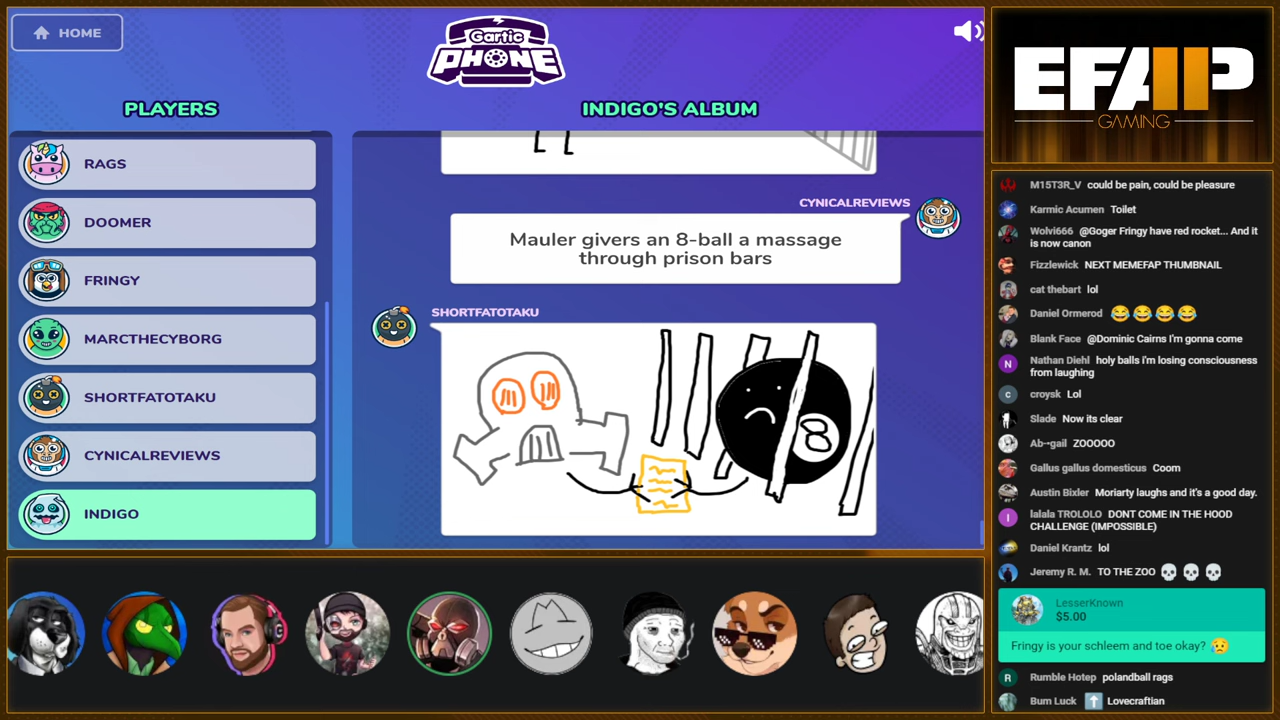 HOME
Gartic
PHONE
PLAYERS
RAGS
DOOMER
FRINGY
MARCTHECYBORG
SHORTFATOTAKU
CYNICALREVIEWS
INDIGO
INDIGO'S ALBUM
CYNICALREVIEWS
Mauler givers an 8-ball a massage
through prison bars
SHORTFATOTAKU
8
EFAP
GAMING
M15T3R_V could be pain, could be pleasure
Karmic Acumen Toilet
Wolvi666 @Goger Fringy have red rocket... And it
is now canon
Fizzlewick NEXT MEMEFAP THUMBNAIL
cat thebart lol
Daniel Ormerod 😂😂😂😂
Blank Face @Dominic Cairns I'm gonna come
N
Nathan Diehl holy balls i'm losing consciousness
from laughing
croysk Lol
Slade Now its clear
Ab--gail ZOOOOO
Gallus gallus domesticus Coom
Austin Bixler Moriarty laughs and it's a good day.
l
lalala TROLOLO DONT COME IN THE HOOD
CHALLENGE (IMPOSSIBLE)
Daniel Krantz lol
Jeremy R. M. TO THE ZOO 💀💀💀
LesserKnown
$5.00
Fringy is your schleem and toe okay? 😥
R
Rumble Hotep polandball rags
Bum Luck ⬆️ Lovecraftian